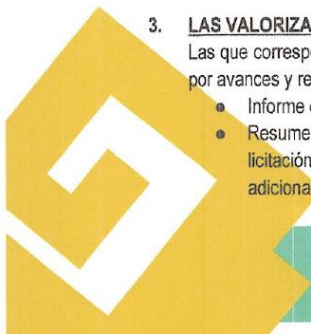 3. LAS VALORIZA
Las que correspo
por avances y re
• Informe
• Resume
licitación
adiciona